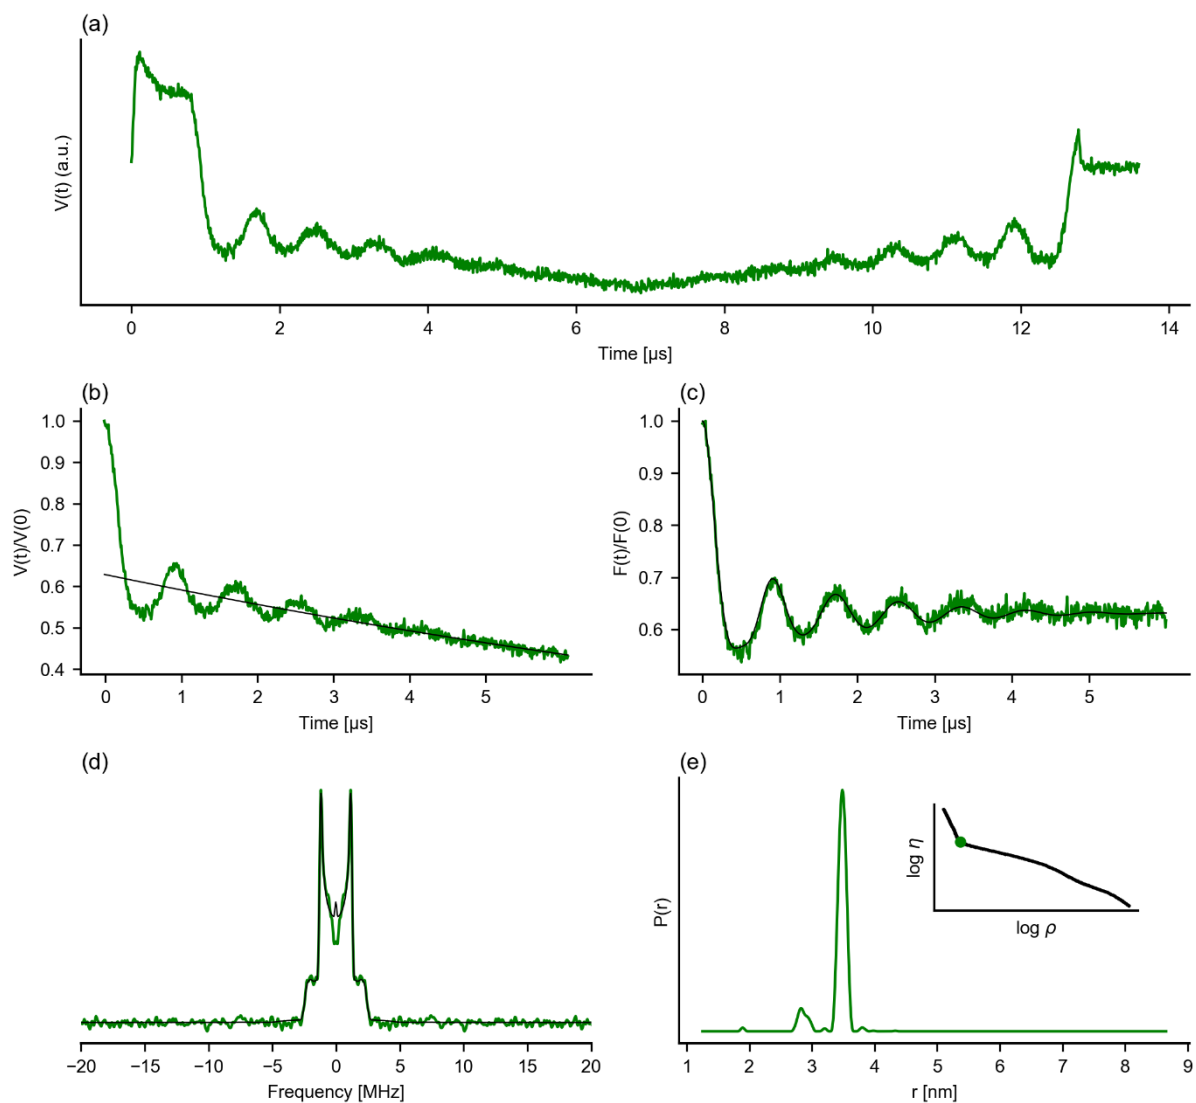 (a)
V(t) (a.u.)
0 2 4 6 8 10 12 14
Time [µs]
(b)
V(t)/V(0)
1.0
0.9
0.8
0.7
0.6
0.5
0.4
0 1 2 3 4 5
Time [µs]
(c)
F(t)/F(0)
1.0
0.9
0.8
0.7
0.6
0 1 2 3 4 5
Time [µs]
(d)
−20 −15 −10 −5 0 5 10 15 20
Frequency [MHz]
(e)
P(r)
log η
log ρ
1 2 3 4 5 6 7 8 9
r [nm]